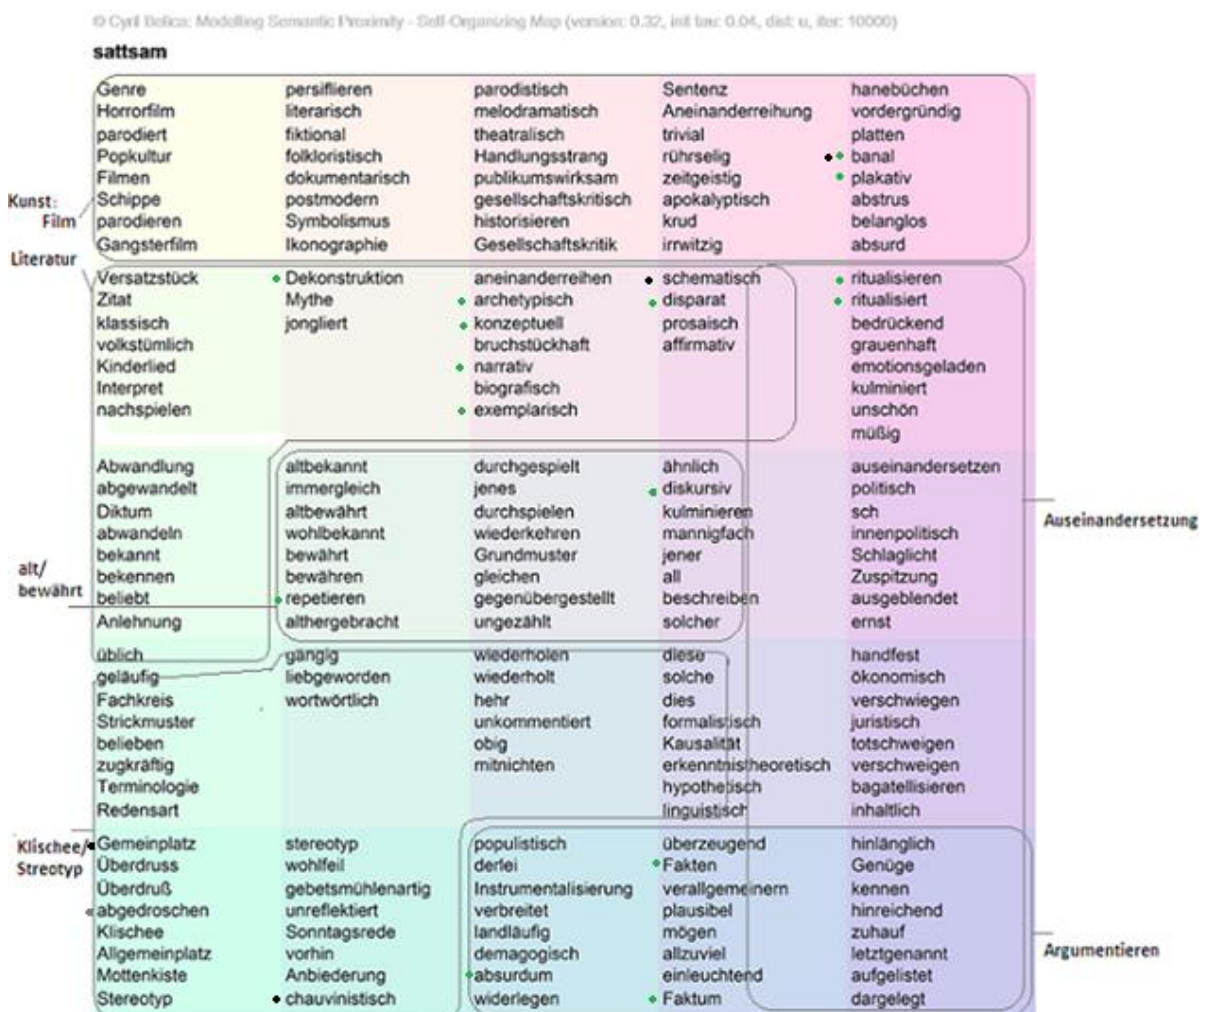 © Cyril Belica: Modelling Semantic Proximity - Self-Organizing Map (version: 0.32, init tau: 0.04, dist: u, iter: 10000)
sattsam
Genre persiflieren parodistisch Sentenz hanebüchen
Horrorfilm literarisch melodramatisch Aneinanderreihung vordergründig
parodiert fiktional theatralisch trivial platten
Popkultur folkloristisch Handlungsstrang rührselig banal
Filmen dokumentarisch publikumswirksam zeitgeistig plakativ
Kunst: Schippe postmodern gesellschaftskritisch apokalyptisch abstrus
Film parodieren Symbolismus historisieren krud belanglos
Gangsterfilm Ikonographie Gesellschaftskritik irrwitzig absurd
Literatur
Versatzstück Dekonstruktion aneinanderreihen schematisch ritualisieren
Zitat Mythe archetypisch disparat ritualisiert
klassisch jongliert konzeptuell prosaisch bedrückend
volkstümlich bruchstückhaft affirmativ grauenhaft
Kinderlied narrativ emotionsgeladen
Interpret biografisch kulminiert
nachspielen exemplarisch unschön
müßig
Abwandlung altbekannt durchgespielt ähnlich auseinandersetzen
abgewandelt immergleich jenes diskursiv politisch
Diktum altbewährt durchspielen kulminieren sch
Auseinandersetzung
abwandeln wohlbekannt wiederkehren mannigfach innenpolitisch
bekannt bewährt Grundmuster jener Schlaglicht
alt/ bekennen bewähren gleichen all Zuspitzung
bewährt beliebt repetieren gegenübergestellt beschreiben ausgeblendet
Anlehnung althergebracht ungezählt solcher ernst
üblich gängig wiederholen diese handfest
geläufig liebgeworden wiederholt solche ökonomisch
Fachkreis wortwörtlich hehr dies verschwiegen
Strickmuster unkommentiert formalistisch juristisch
belieben obig Kausalität totschweigen
zugkräftig mitnichten erkenntnistheoretisch verschweigen
Terminologie hypothetisch bagatellisieren
Redensart linguistisch inhaltlich
Klischee/ Gemeinplatz stereotyp populistisch überzeugend hinlänglich
Streotyp Überdruss wohlfeil derlei Fakten Genüge
Überdruß gebetsmühlenartig Instrumentalisierung verallgemeinern kennen
abgedroschen unreflektiert verbreitet plausibel hinreichend
Klischee Sonntagsrede landläufig mögen zuhauf
Allgemeinplatz vorhin demagogisch allzuviel letztgenannt
Argumentieren
Mottenkiste Anbiederung absurdum einleuchtend aufgelistet
Stereotyp chauvinistisch widerlegen Faktum dargelegt